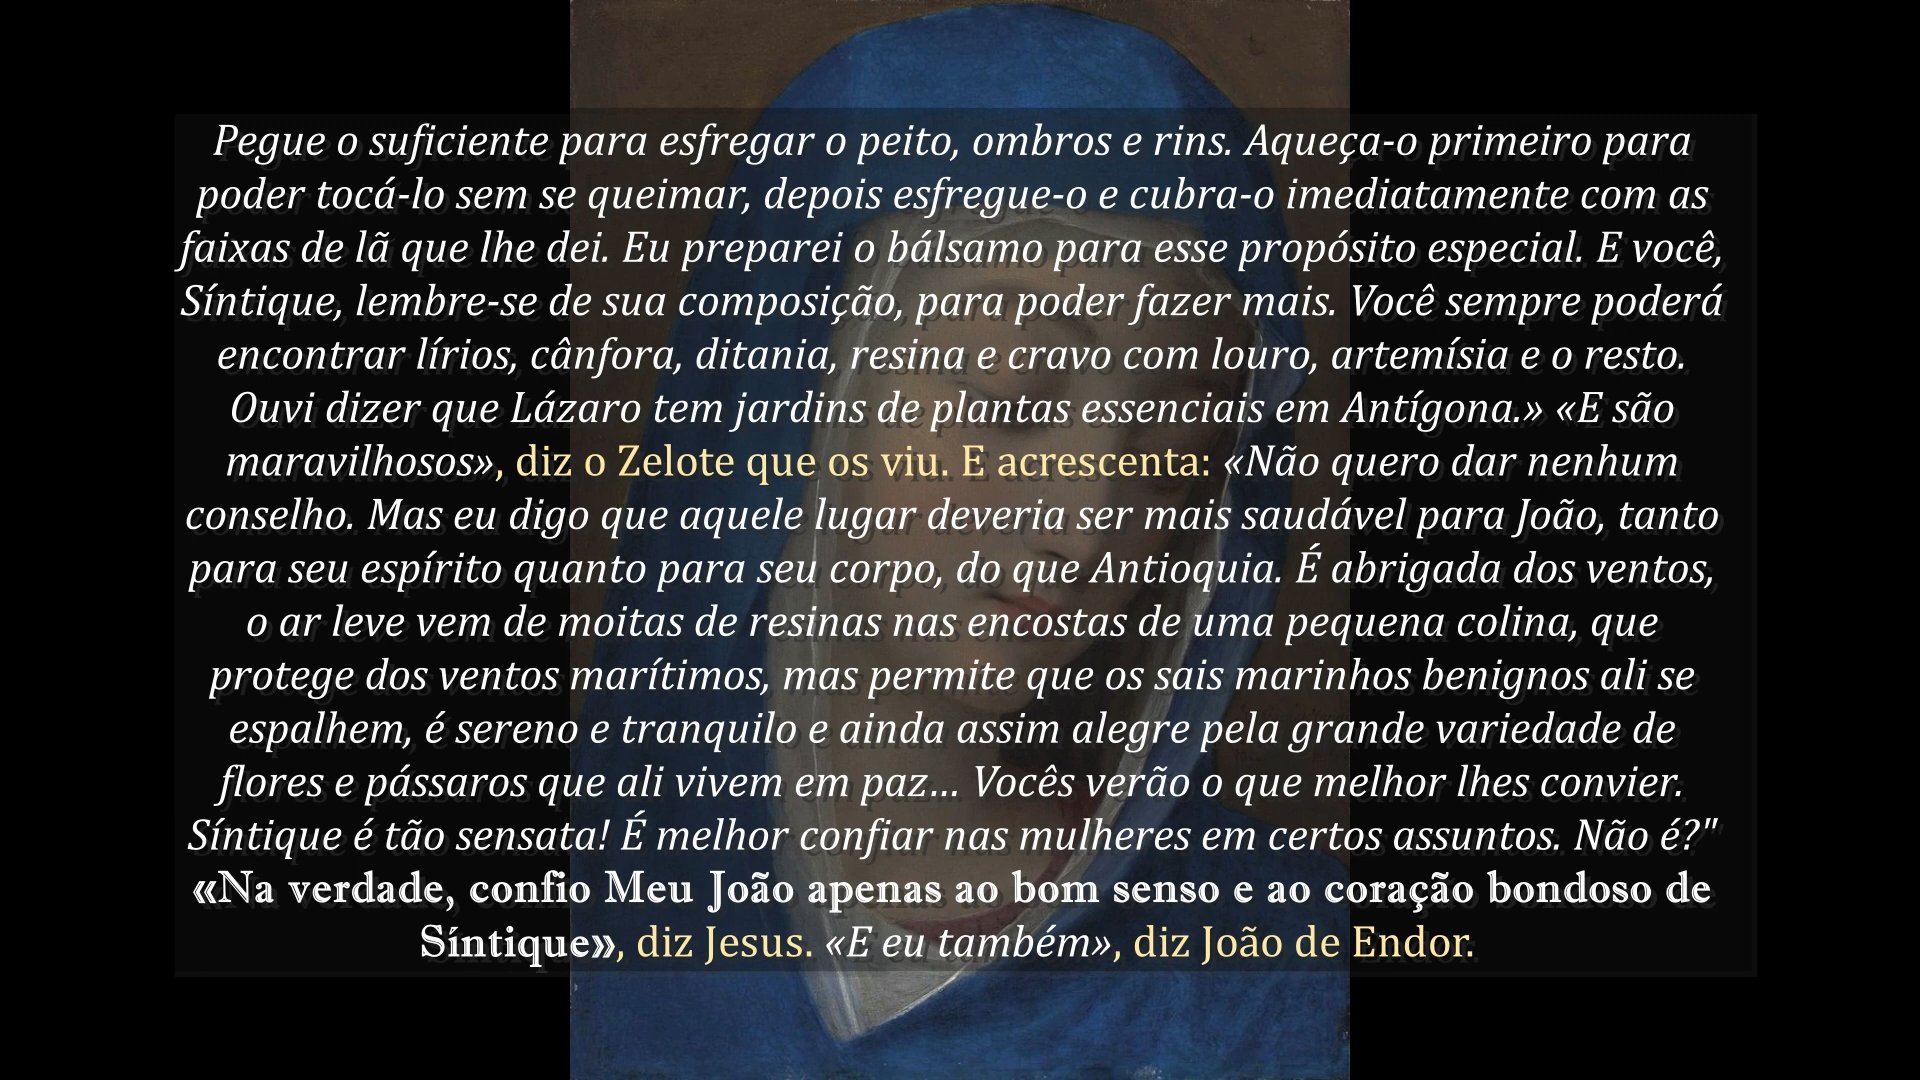 Pegue o suficiente para esfregar o peito, ombros e rins. Aqueça-o primeiro para
poder tocá-lo sem se queimar, depois esfregue-o e cubra-o imediatamente com as
faixas de lã que lhe dei. Eu preparei o bálsamo para esse propósito especial. E você,
Síntique, lembre-se de sua composição, para poder fazer mais. Você sempre poderá
encontrar lírios, cânfora, ditania, resina e cravo com louro, artemísia e o resto.
Ouvi dizer que Lázaro tem jardins de plantas essenciais em Antígona.» «E são
maravilhosos», diz o Zelote que os viu. E acrescenta: «Não quero dar nenhum
conselho. Mas eu digo que aquele lugar deveria ser mais saudável para João, tanto
para seu espírito quanto para seu corpo, do que Antioquia. É abrigada dos ventos,
o ar leve vem de moitas de resinas nas encostas de uma pequena colina, que
protege dos ventos marítimos, mas permite que os sais marinhos benignos ali se
espalhem, é sereno e tranquilo e ainda assim alegre pela grande variedade de
flores e pássaros que ali vivem em paz... Vocês verão o que melhor lhes convier.
Síntique é tão sensata! É melhor confiar nas mulheres em certos assuntos. Não é?"
«Na verdade, confio Meu João apenas ao bom senso e ao coração bondoso de
Síntique», diz Jesus. «E eu também», diz João de Endor.